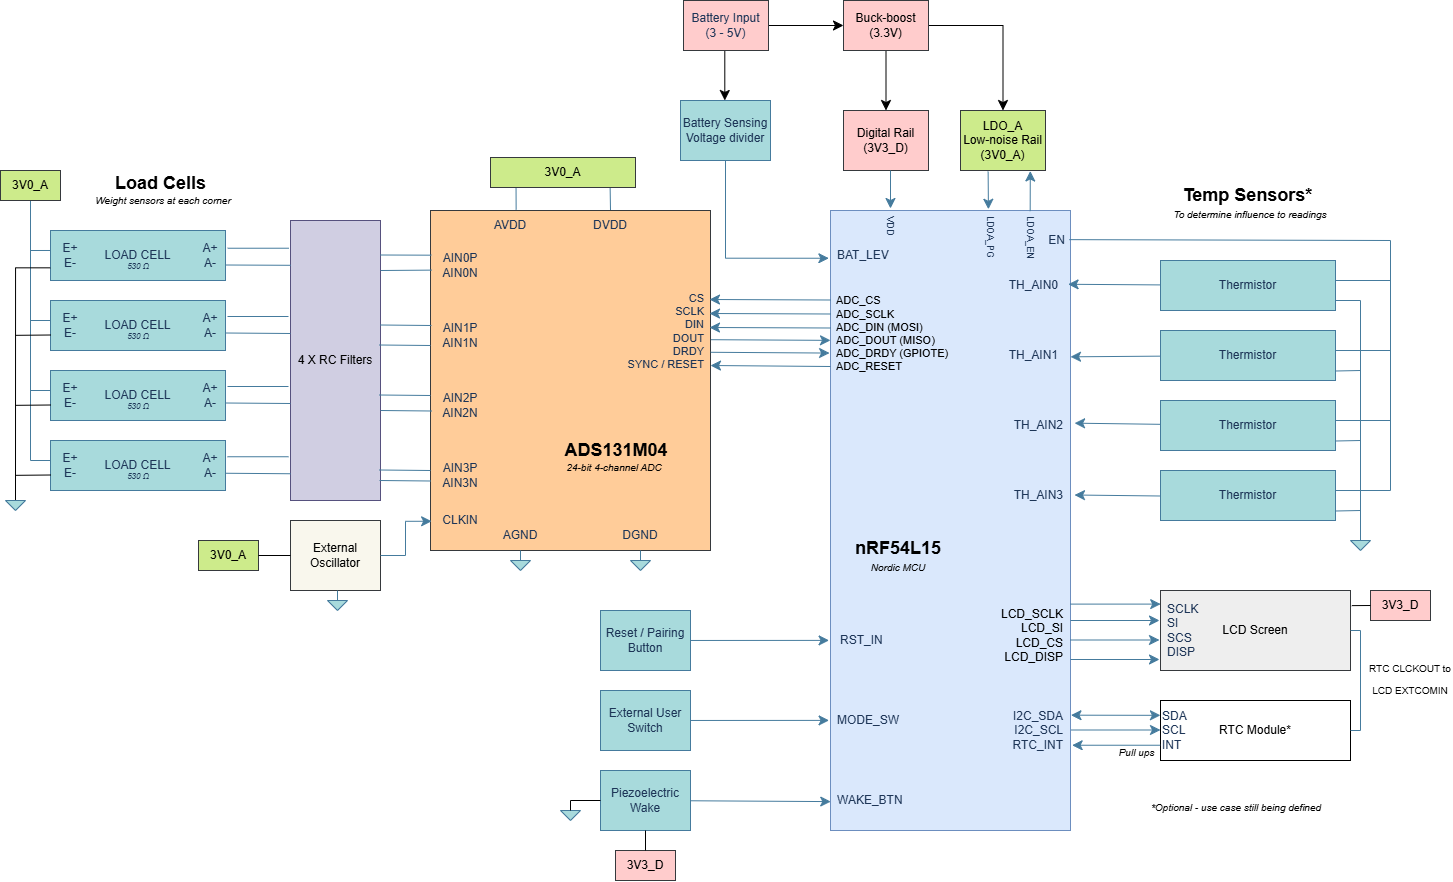 Battery Input
(3 - 5V)
Buck-boost
(3.3V)
Battery Sensing
Voltage divider
Digital Rail
(3V3_D)
LDO_A
Low-noise Rail
(3V0_A)
3V0_A
Load Cells
Weight sensors at each corner
3V0_A
Temp Sensors*
To determine influence to readings
AVDD
DVDD
VDD
LDOA_PG
LDOA_EN
EN
E+
E-
LOAD CELL
530 Ω
A+
A-
E+
E-
LOAD CELL
530 Ω
A+
A-
E+
E-
LOAD CELL
530 Ω
A+
A-
E+
E-
LOAD CELL
530 Ω
A+
A-
4 X RC Filters
AIN0P
AIN0N
AIN1P
AIN1N
AIN2P
AIN2N
AIN3P
AIN3N
CLKIN
CS
SCLK
DIN
DOUT
DRDY
SYNC / RESET
ADS131M04
24-bit 4-channel ADC
AGND
DGND
3V0_A
External
Oscillator
BAT_LEV
ADC_CS
ADC_SCLK
ADC_DIN (MOSI)
ADC_DOUT (MISO)
ADC_DRDY (GPIOTE)
ADC_RESET
TH_AIN0
TH_AIN1
TH_AIN2
TH_AIN3
Thermistor
Thermistor
Thermistor
Thermistor
nRF54L15
Nordic MCU
Reset / Pairing
Button
RST_IN
External User
Switch
MODE_SW
Piezoelectric
Wake
WAKE_BTN
3V3_D
LCD_SCLK
LCD_SI
LCD_CS
LCD_DISP
SCLK
SI
SCS
DISP
LCD Screen
3V3_D
RTC CLCKOUT to
LCD EXTCOMIN
I2C_SDA
I2C_SCL
RTC_INT
Pull ups
SDA
SCL
INT
RTC Module*
*Optional - use case still being defined